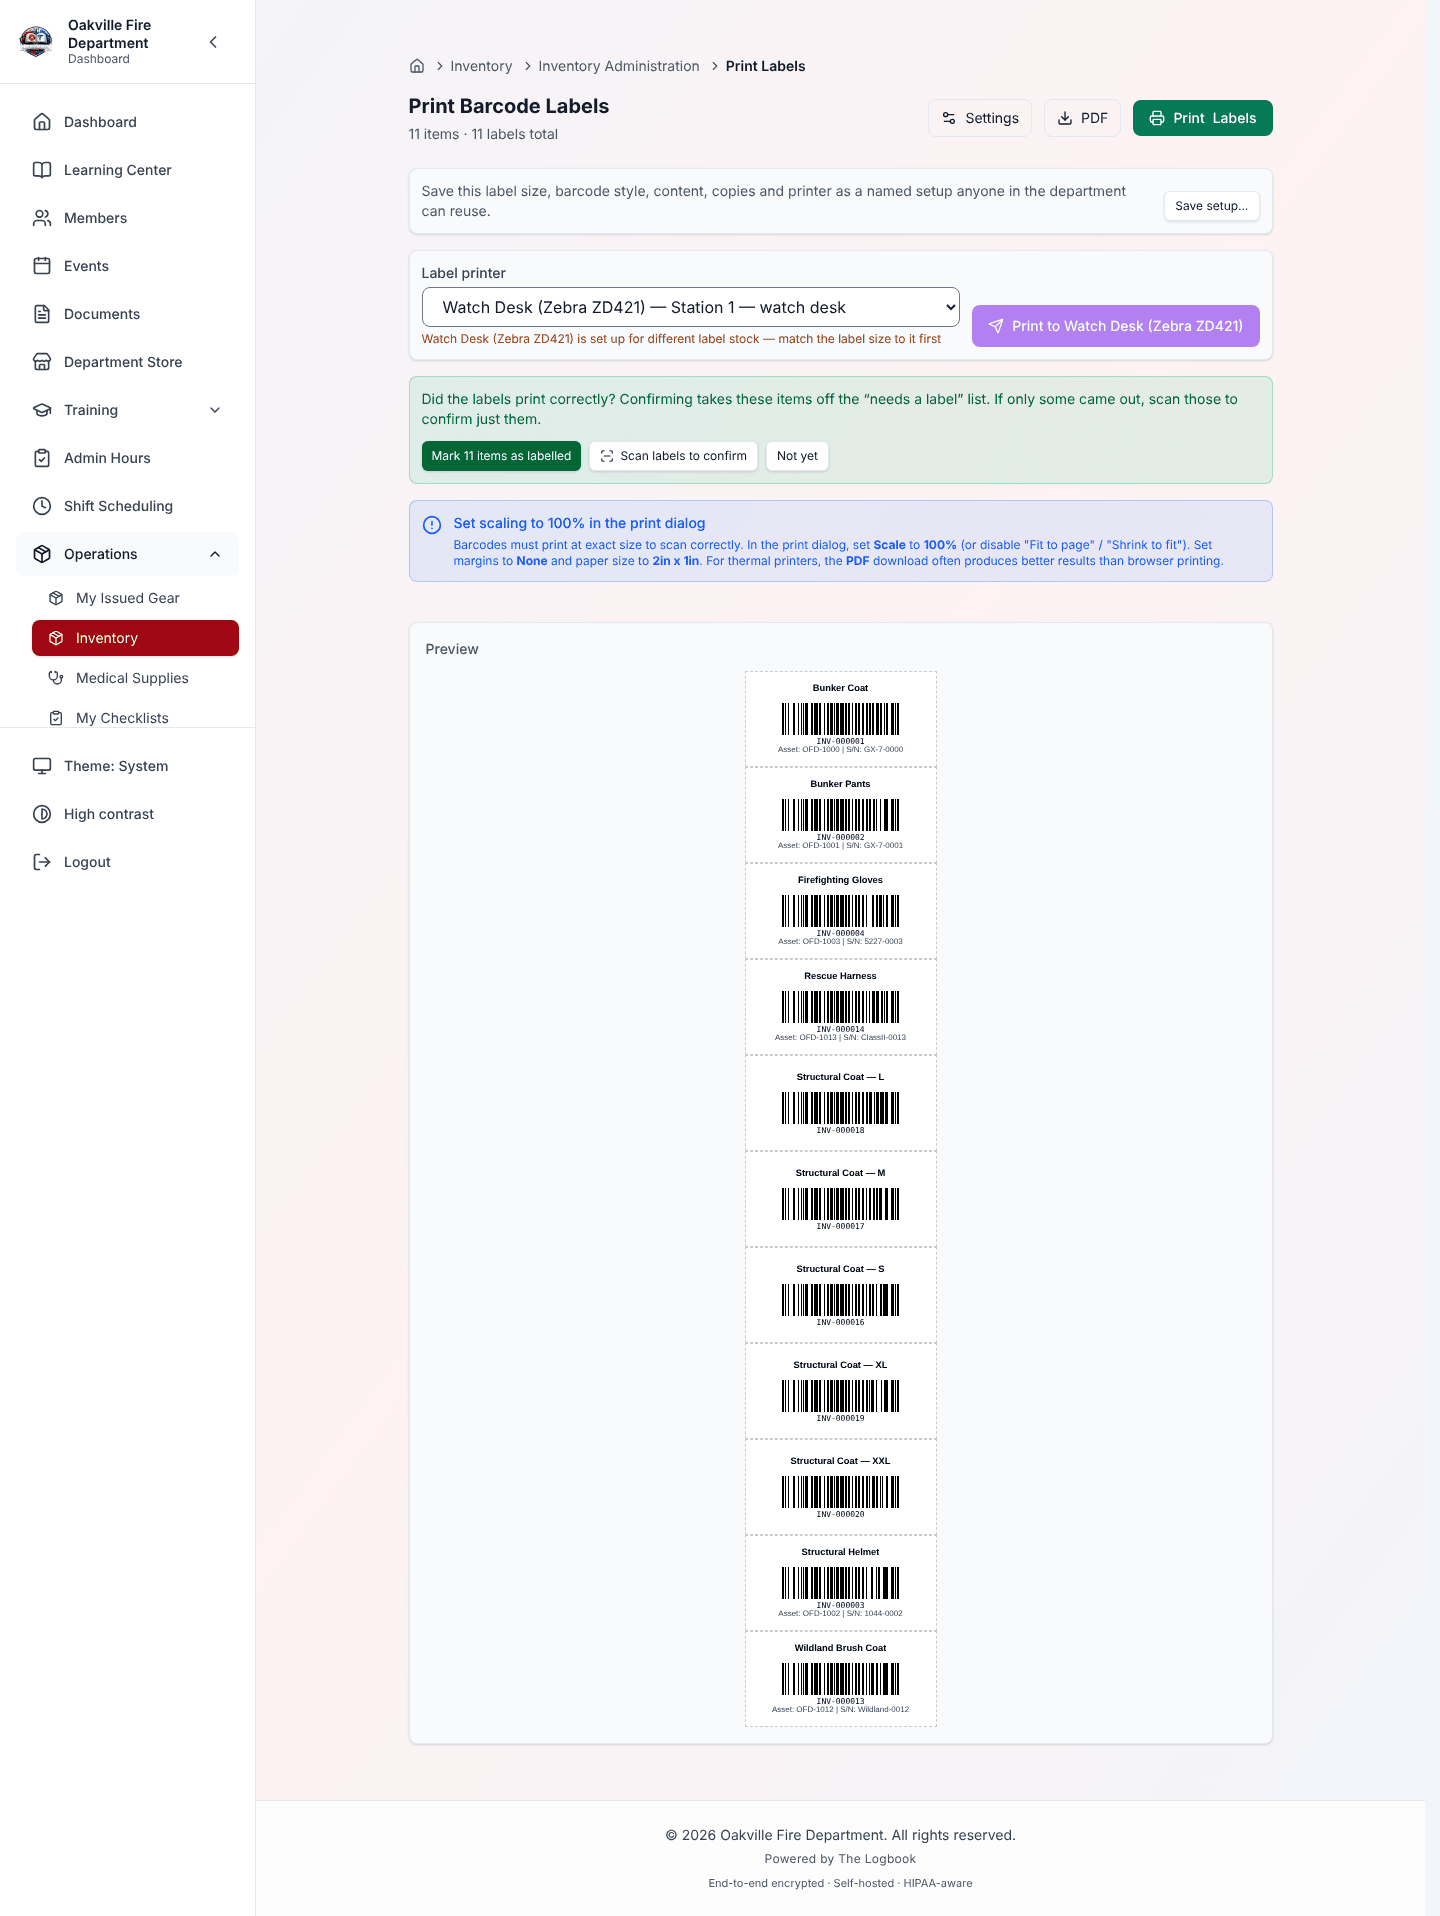 Oakville Fire
Department
Dashboard
Dashboard
Learning Center
Members
Events
Documents
Department Store
Training
Admin Hours
Shift Scheduling
Operations
My Issued Gear
Inventory
Medical Supplies
My Checklists
Theme: System
High contrast
Logout
Inventory
Inventory Administration
Print Labels
Print Barcode Labels
11 items · 11 labels total
Settings
PDF
Print Labels
Save this label size, barcode style, content, copies and printer as a named setup anyone in the department
can reuse.
Save setup…
Label printer
Watch Desk (Zebra ZD421) — Station 1 — watch desk
Watch Desk (Zebra ZD421) is set up for different label stock — match the label size to it first
Print to Watch Desk (Zebra ZD421)
Did the labels print correctly? Confirming takes these items off the “needs a label” list. If only some came out, scan those to
confirm just them.
Mark 11 items as labelled
Scan labels to confirm
Not yet
Set scaling to 100% in the print dialog
Barcodes must print at exact size to scan correctly. In the print dialog, set Scale to 100% (or disable "Fit to page" / "Shrink to fit"). Set
margins to None and paper size to 2in x 1in. For thermal printers, the PDF download often produces better results than browser printing.
Preview
Bunker Coat
INV-000001
Asset: OFD-1000 | S/N: GX-7-0000
Bunker Pants
INV-000002
Asset: OFD-1001 | S/N: GX-7-0001
Firefighting Gloves
INV-000004
Asset: OFD-1003 | S/N: 5227-0003
Rescue Harness
INV-000014
Asset: OFD-1013 | S/N: ClassII-0013
Structural Coat — L
INV-000018
Structural Coat — M
INV-000017
Structural Coat — S
INV-000016
Structural Coat — XL
INV-000019
Structural Coat — XXL
INV-000020
Structural Helmet
INV-000003
Asset: OFD-1002 | S/N: 1044-0002
Wildland Brush Coat
INV-000013
Asset: OFD-1012 | S/N: Wildland-0012
© 2026 Oakville Fire Department. All rights reserved.
Powered by The Logbook
End-to-end encrypted · Self-hosted · HIPAA-aware